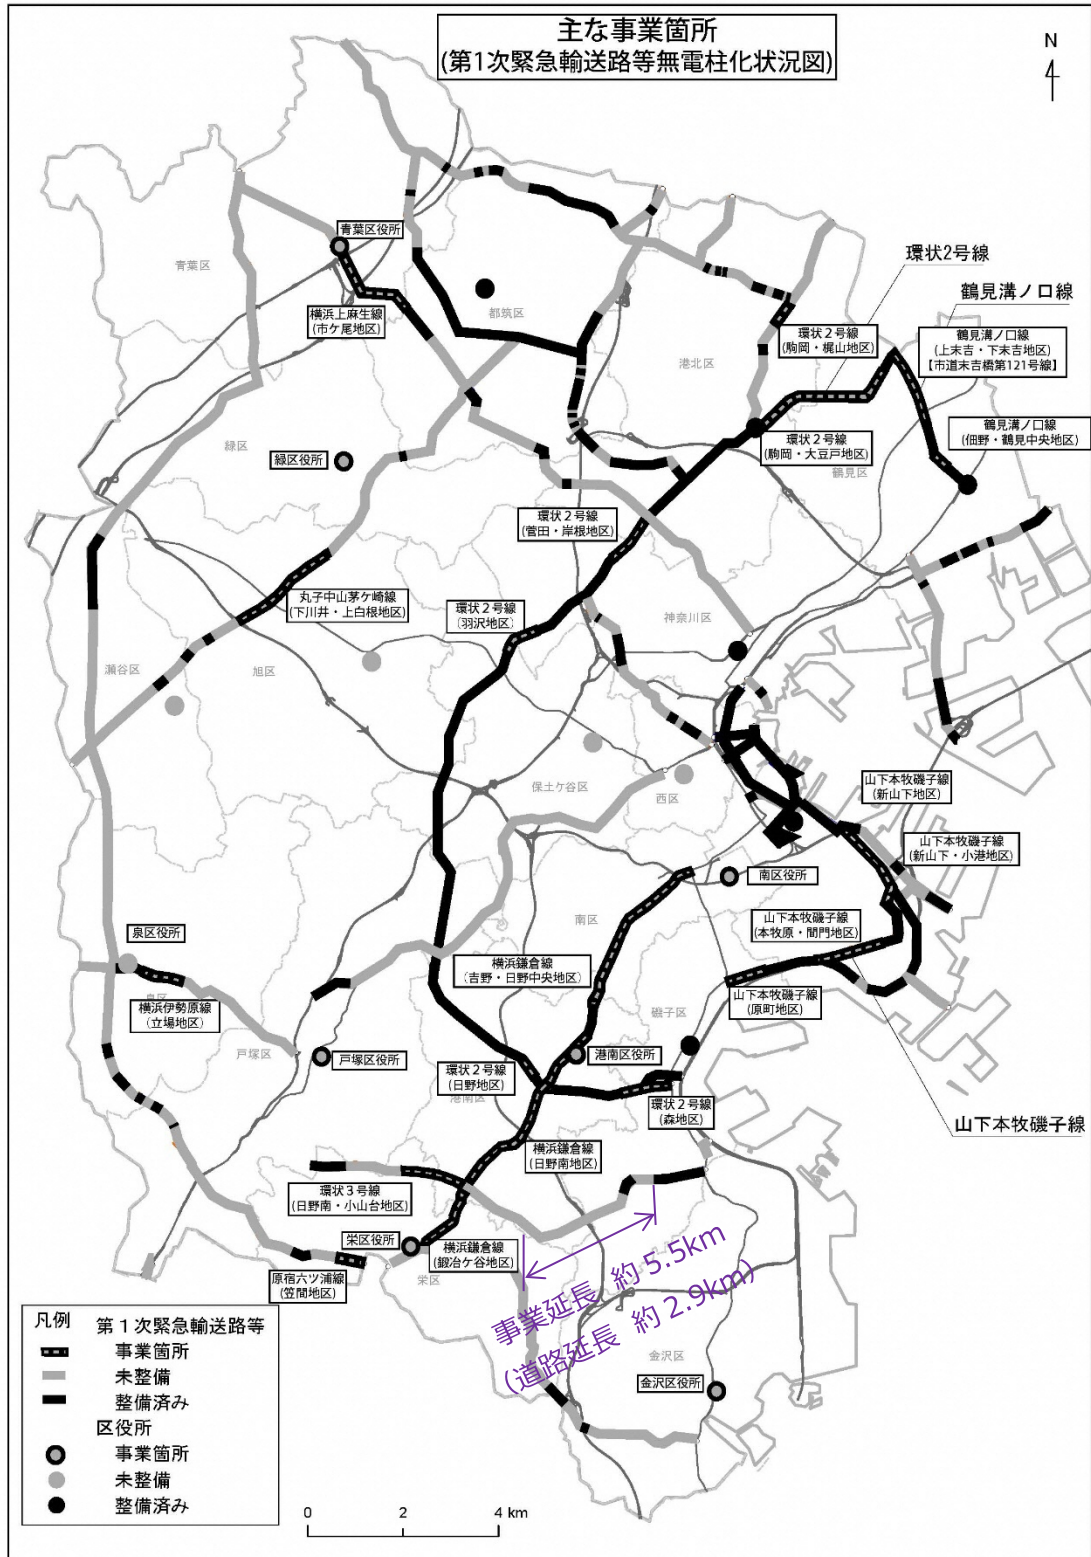 主な事業箇所
(第1次緊急輸送路等無電柱化状況図)
N
青葉区役所
青葉区
環状2号線
鶴見溝ノ口線
横浜上麻生線
(市ケ尾地区)
都筑区
環状２号線
(駒岡・梶山地区)
鶴見溝ノ口線
(上末吉・下末吉地区)
【市道末吉橋第121号線】
港北区
緑区
緑区役所
環状２号線
(駒岡・大豆戸地区)
鶴見溝ノ口線
(佃野・鶴見中央地区)
鶴見区
環状２号線
(菅田・岸根地区)
丸子中山茅ケ崎線
(下川井・上白根地区)
環状２号線
(羽沢地区)
神奈川区
瀬谷区
旭区
保土ケ谷区
西区
山下本牧磯子線
(新山下地区)
山下本牧磯子線
(新山下・小港地区)
南区役所
南区
山下本牧磯子線
(本牧原・間門地区)
泉区役所
横浜鎌倉線
(吉野・日野中央地区)
山下本牧磯子線
(原町地区)
泉区
横浜伊勢原線
(立場地区)
磯子区
戸塚区
戸塚区役所
環状２号線
(日野地区)
港南区役所
港南区
環状２号線
(森地区)
山下本牧磯子線
横浜鎌倉線
(日野南地区)
環状３号線
(日野南・小山台地区)
栄区役所
横浜鎌倉線
(鍛冶ケ谷地区)
栄区
原宿六ツ浦線
(笠間地区)
事業延長 約 5.5km
(道路延長 約 2.9km)
金沢区
金沢区役所
凡例
第１次緊急輸送路等
事業箇所
未整備
整備済み
区役所
事業箇所
未整備
整備済み
0 2 4 km